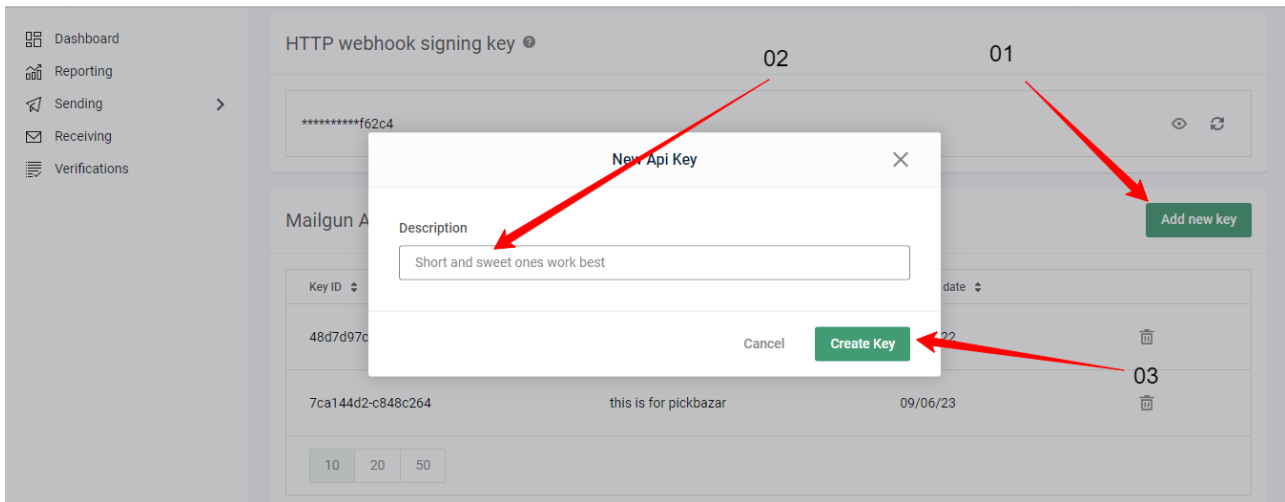 Dashboard
Reporting
Sending
Receiving
Verifications
HTTP webhook signing key
02
01
**********f62c4
New Api Key
Mailgun A
Add new key
Description
Short and sweet ones work best
Key ID
date
48d7d97c
22
Cancel
Create Key
03
7ca144d2-c848c264 this is for pickbazar 09/06/23
10 20 50